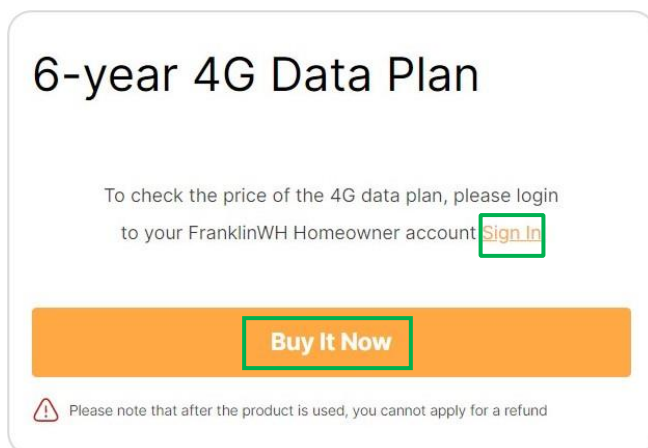 6-year 4G Data Plan
To check the price of the 4G data plan, please login
to your FranklinWH Homeowner account Sign In
Buy It Now
Please note that after the product is used, you cannot apply for a refund